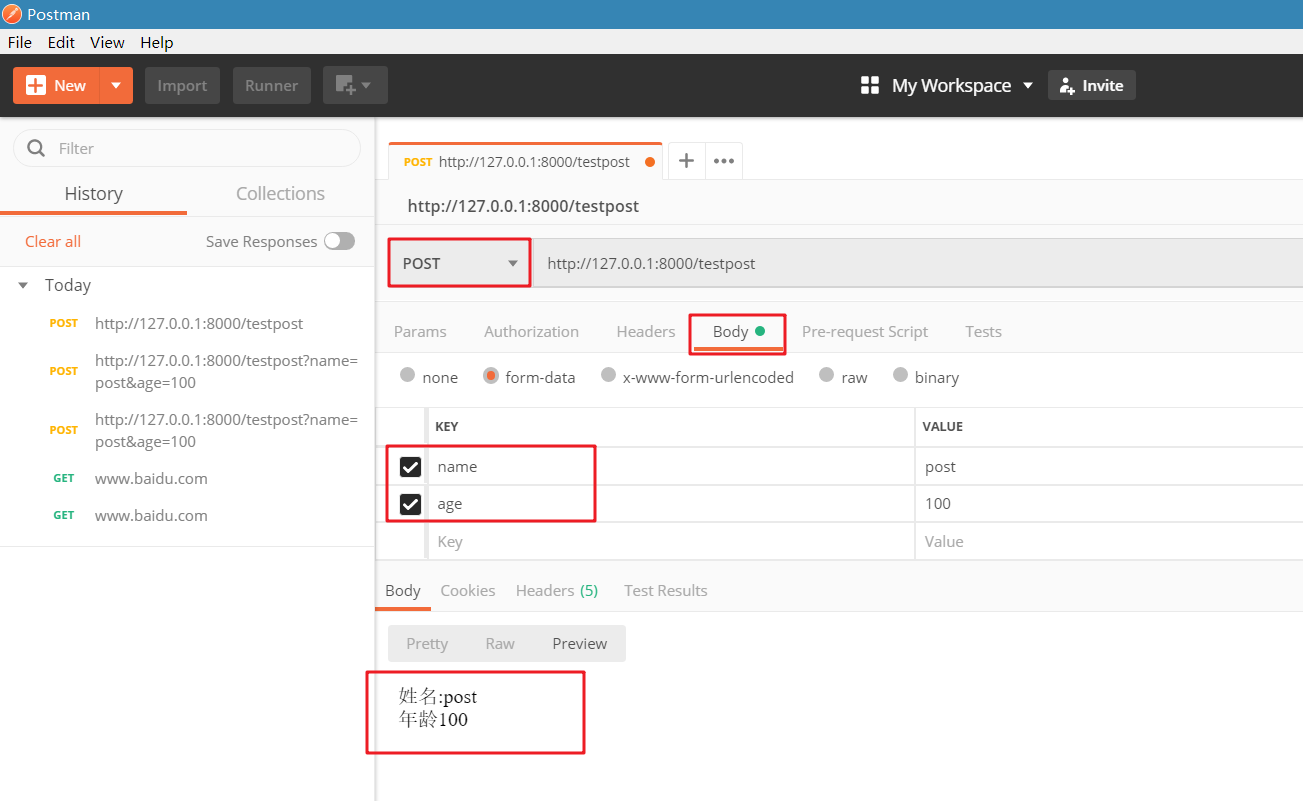 Postman
File Edit View Help
New Import Runner My Workspace Invite
Filter
History Collections
Clear all Save Responses
Today
POST http://127.0.0.1:8000/testpost
POST http://127.0.0.1:8000/testpost?name=
post&age=100
POST http://127.0.0.1:8000/testpost?name=
post&age=100
GET www.baidu.com
GET www.baidu.com
POST http://127.0.0.1:8000/testpost
http://127.0.0.1:8000/testpost
POST http://127.0.0.1:8000/testpost
Params Authorization Headers Body Pre-request Script Tests
none form-data x-www-form-urlencoded raw binary
KEY VALUE
name post
age 100
Key Value
Body Cookies Headers (5) Test Results
Pretty Raw Preview
姓名:post
年龄100